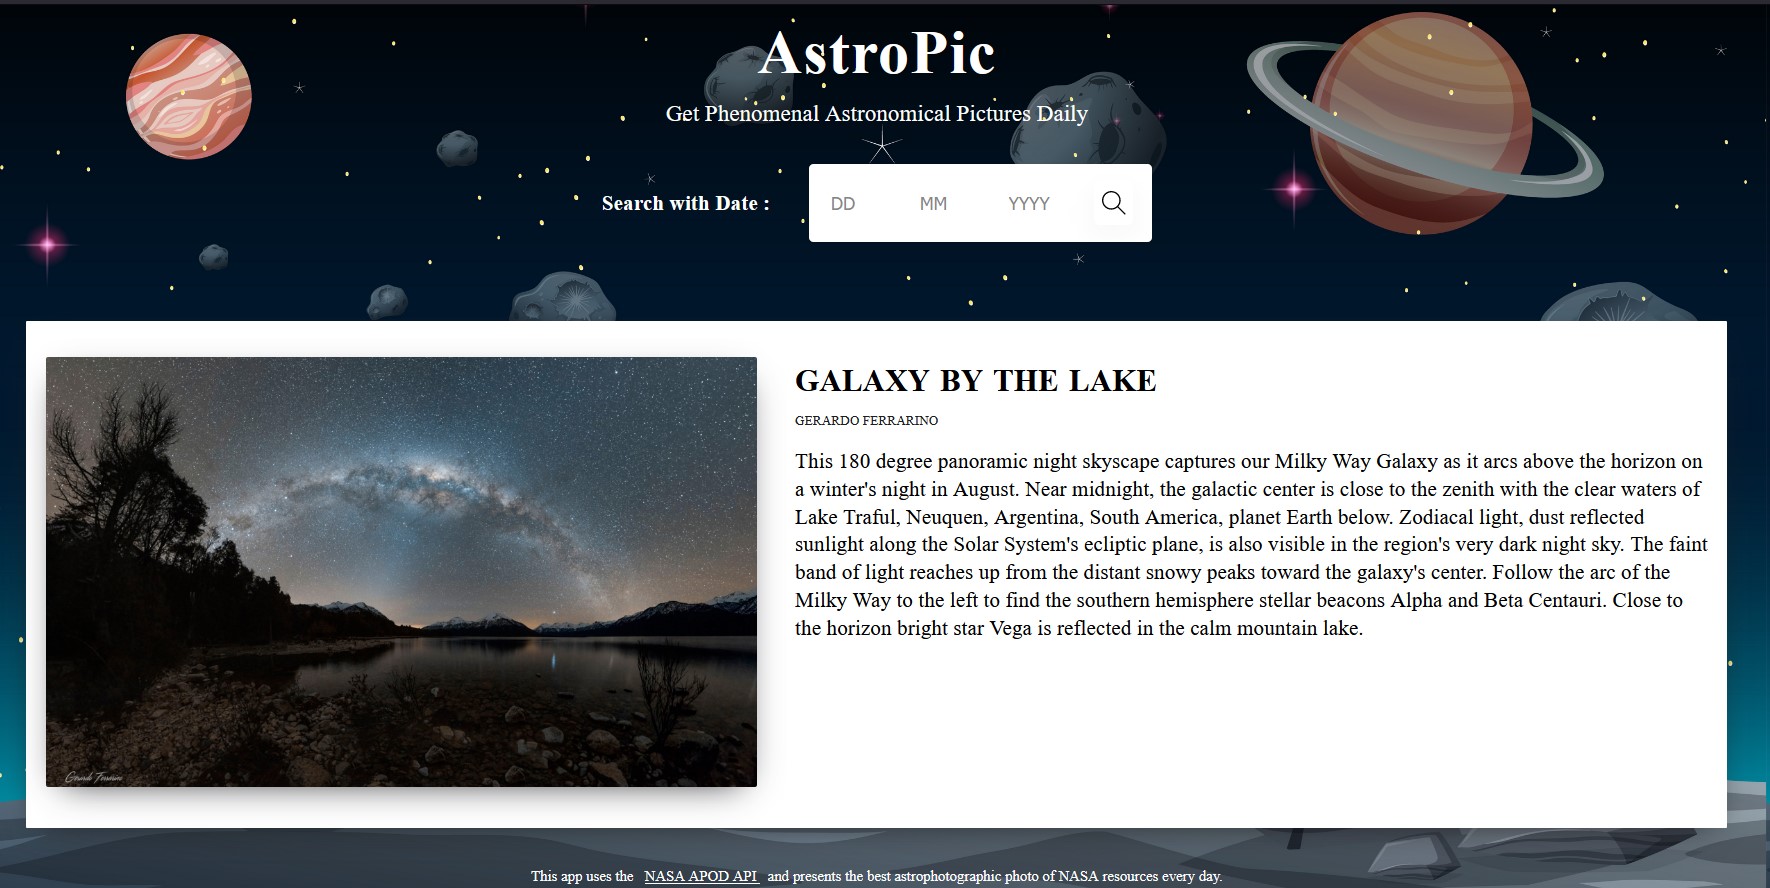 AstroPic
Get Phenomenal Astronomical Pictures Daily
Search with Date :
DD MM YYYY
GALAXY BY THE LAKE
GERARDO FERRARINO
This 180 degree panoramic night skyscape captures our Milky Way Galaxy as it arcs above the horizon on
a winter's night in August. Near midnight, the galactic center is close to the zenith with the clear waters of
Lake Traful, Neuquen, Argentina, South America, planet Earth below. Zodiacal light, dust reflected
sunlight along the Solar System's ecliptic plane, is also visible in the region's very dark night sky. The faint
band of light reaches up from the distant snowy peaks toward the galaxy's center. Follow the arc of the
Milky Way to the left to find the southern hemisphere stellar beacons Alpha and Beta Centauri. Close to
the horizon bright star Vega is reflected in the calm mountain lake.
Gerardo Ferrarino
This app uses the NASA APOD API and presents the best astrophotographic photo of NASA resources every day.